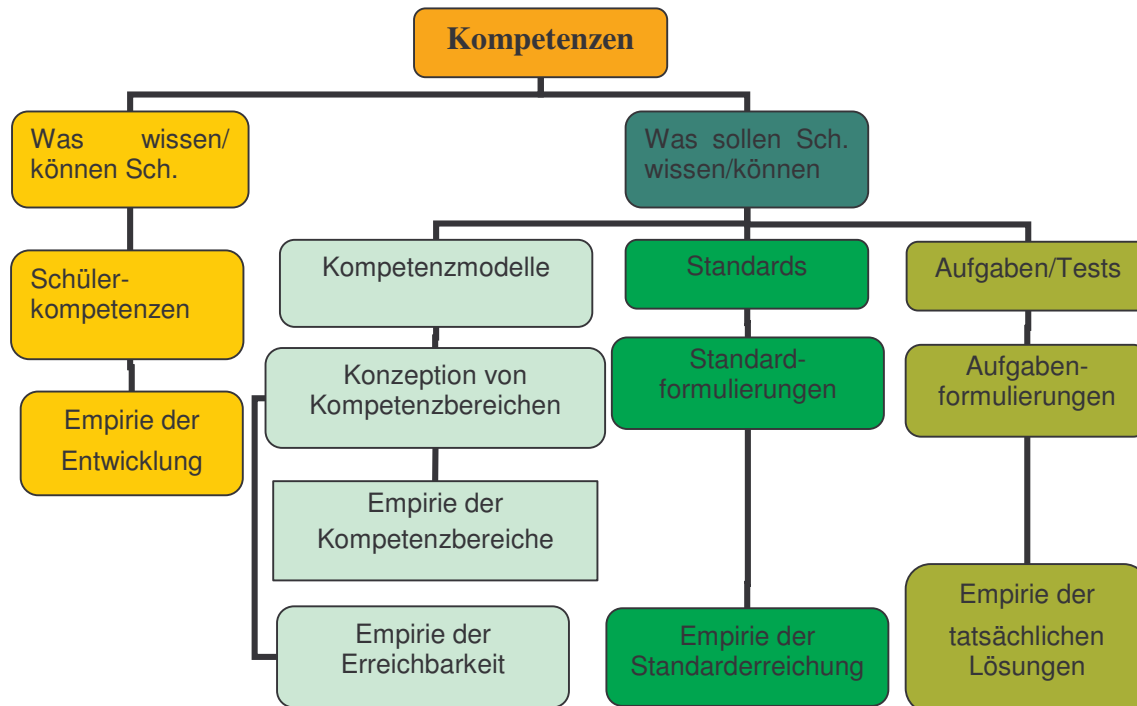 Kompetenzen
Was wissen/
können Sch.
Was sollen Sch.
wissen/können
Schüler-
kompetenzen
Kompetenzmodelle
Standards
Aufgaben/Tests
Konzeption von
Kompetenzbereichen
Standard-
formulierungen
Aufgaben-
formulierungen
Empirie der
Entwicklung
Empirie der
Kompetenzbereiche
Empirie der
Erreichbarkeit
Empirie der
Standarderreichung
Empirie der
tatsächlichen
Lösungen